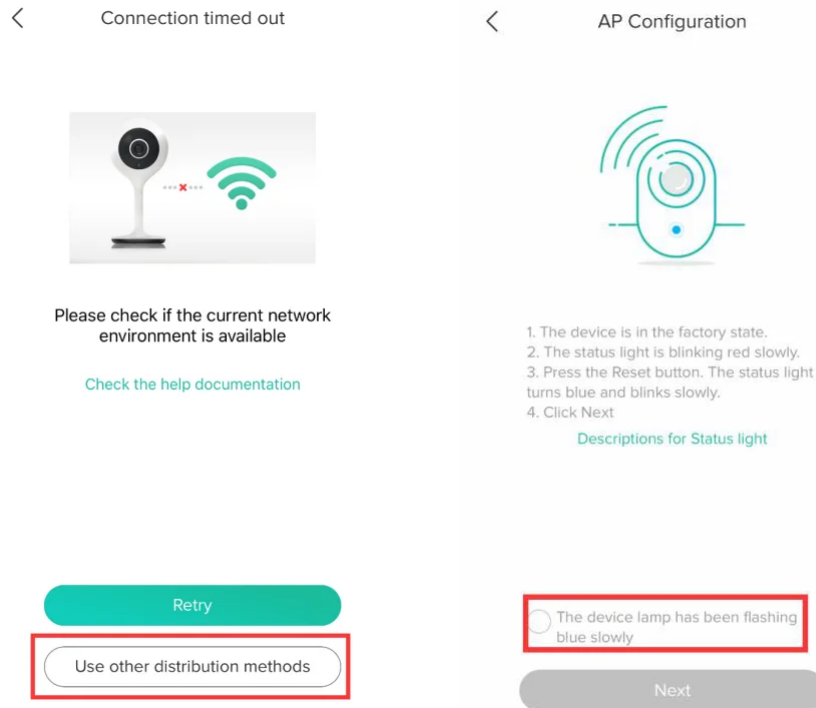 Connection timed out
Please check if the current network
environment is available
Check the help documentation
Retry
Use other distribution methods
AP Configuration
1. The device is in the factory state.
2. The status light is blinking red slowly.
3. Press the Reset button. The status light
turns blue and blinks slowly.
4. Click Next
Descriptions for Status light
The device lamp has been flashing
blue slowly
Next